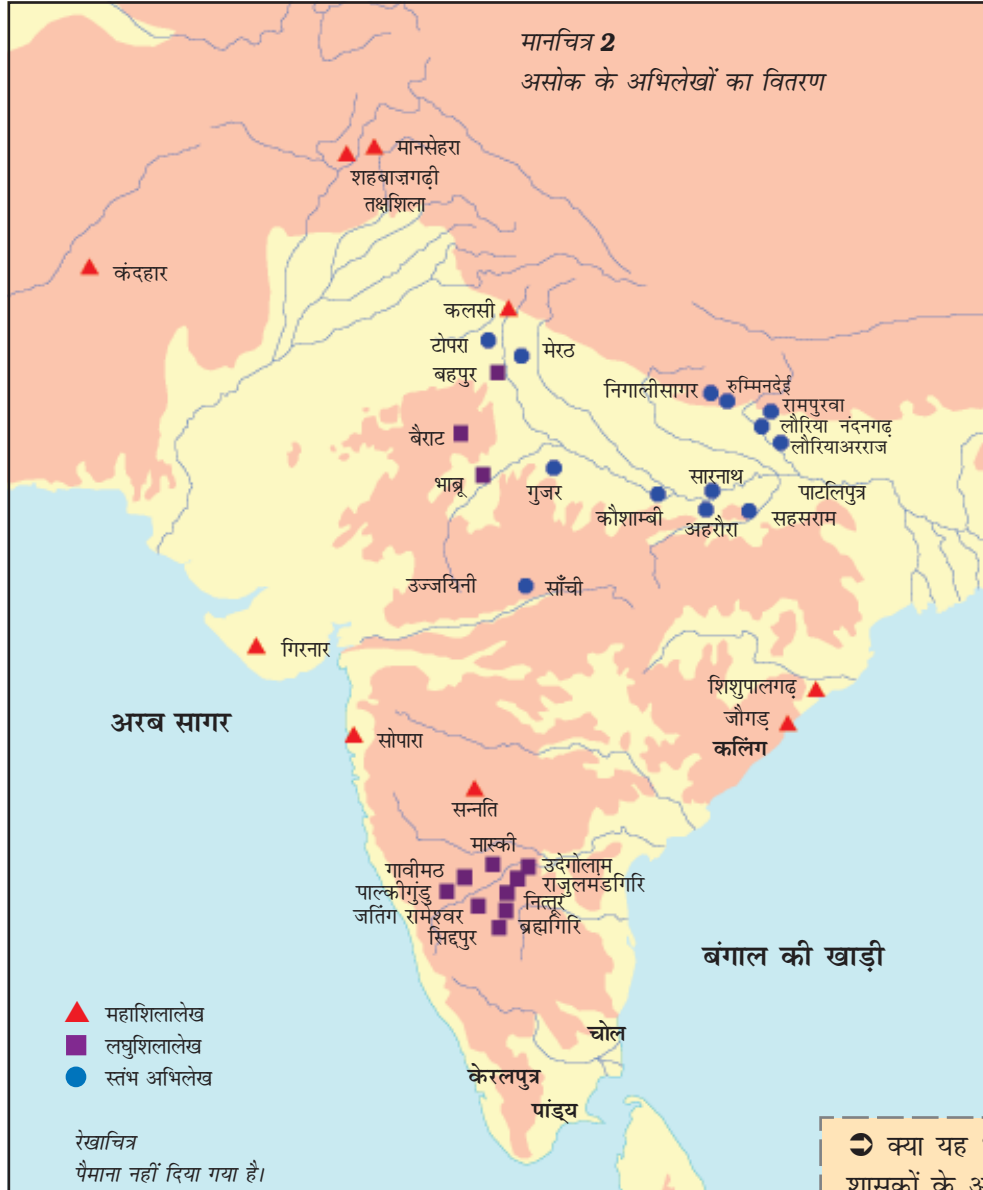 मानचित्र 2
असोक के अभिलेखों का वितरण
मानसेहरा
शहबाज़गढ़ी
तक्षशिला
कंदहार
कलसी
टोपरा
मेरठ
बहपुर
निगालीसागर
रुम्मिनदेई
रामपुरवा
लौरिया नंदनगढ़
लौरियाअरराज
बैराट
भाब्रू
गुजर
सारनाथ
पाटलिपुत्र
कौशाम्बी
अहरौरा
सहसराम
उज्जयिनी
साँची
गिरनार
शिशुपालगढ़
जौगड़
कलिंग
अरब सागर
सोपारा
सन्नति
मास्की
गावीमठ
उदेगोलाम
राजुलमंडगिरि
पाल्कीगुंडु
नित्तूर
जतिंग रामेश्वर
ब्रह्मगिरि
सिद्दपुर
बंगाल की खाड़ी
महाशिलालेख
लघुशिलालेख
स्तंभ अभिलेख
चोल
केरलपुत्र
पांड्य
रेखाचित्र
पैमाना नहीं दिया गया है।
➲ क्या यह
शासकों के